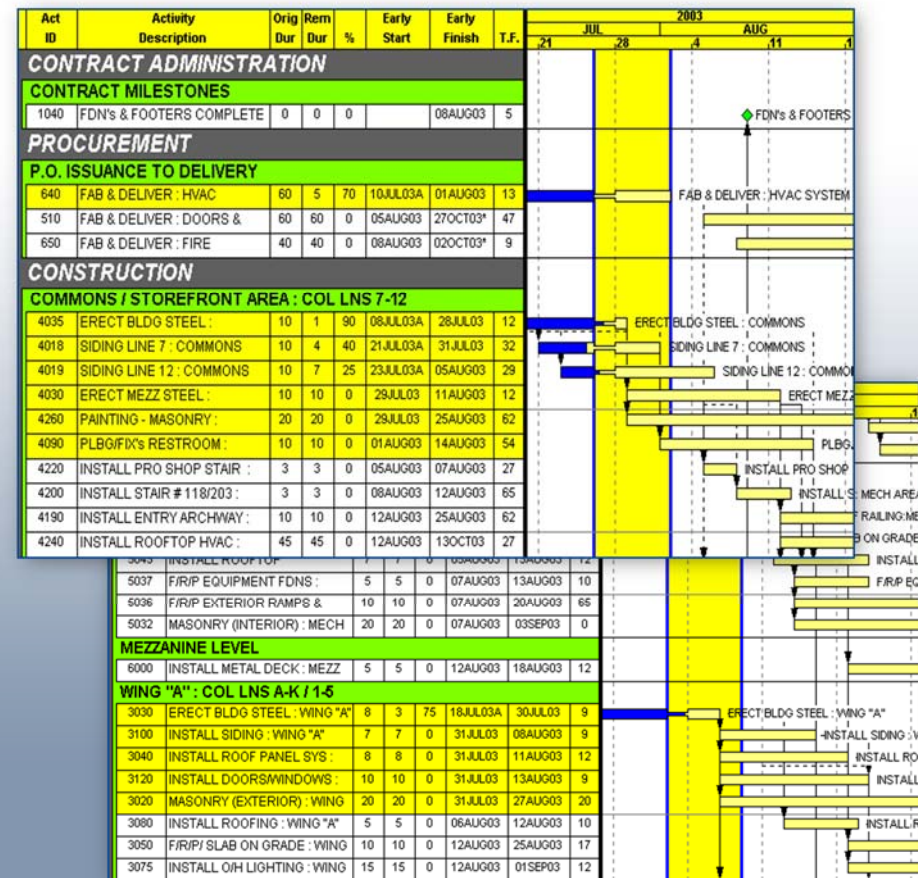 Act Activity Orig Rem Early Early 2003
ID Description Dur Dur % Start Finish T.F. JUL AUG
21 28 4 11 1
CONTRACT ADMINISTRATION
CONTRACT MILESTONES
1040 FDN's & FOOTERS COMPLETE 0 0 0 08AUG03 5 FDN's & FOOTERS
PROCUREMENT
P.O. ISSUANCE TO DELIVERY
640 FAB & DELIVER : HVAC 60 5 70 10JUL03A 01AUG03 13 FAB & DELIVER : HVAC SYSTEM
510 FAB & DELIVER : DOORS & 60 60 0 05AUG03 27OCT03* 47
650 FAB & DELIVER : FIRE 40 40 0 08AUG03 02OCT03* 9
CONSTRUCTION
COMMONS / STOREFRONT AREA : COL LNS 7-12
4035 ERECT BLDG STEEL : 10 1 90 08JUL03A 28JUL03 12 ERECT BLDG STEEL : COMMONS
4018 SIDING LINE 7 : COMMONS 10 4 40 21JUL03A 31JUL03 32 SIDING LINE 7 : COMMONS
4019 SIDING LINE 12 : COMMONS 10 7 25 23JUL03A 05AUG03 29 SIDING LINE 12 : COMMO
4030 ERECT MEZZ STEEL : 10 10 0 29JUL03 11AUG03 12 ERECT MEZZ
4260 PAINTING - MASONRY : 20 20 0 29JUL03 25AUG03 62
4090 PLBG/FIX's RESTROOM : 10 10 0 01AUG03 14AUG03 54 PLBG
4220 INSTALL PRO SHOP STAIR : 3 3 0 05AUG03 07AUG03 27 INSTALL PRO SHOP
4200 INSTALL STAIR # 118/203 : 3 3 0 08AUG03 12AUG03 65 INSTALL S : MECH AREA
4190 INSTALL ENTRY ARCHWAY : 10 10 0 12AUG03 25AUG03 62 RAILING:ME
4240 INSTALL ROOFTOP HVAC : 45 45 0 12AUG03 13OCT03 27 ON GRADE
5045 INSTALL ROOFTOP 7 7 0 05AUG03 13AUG03 12 INSTALL
5037 F/R/P EQUIPMENT FDNS : 5 5 0 07AUG03 13AUG03 10 F/R/P EQ
5036 F/R/P EXTERIOR RAMPS & 10 10 0 07AUG03 20AUG03 65
5032 MASONRY (INTERIOR) : MECH 20 20 0 07AUG03 03SEP03 0
MEZZANINE LEVEL
6000 INSTALL METAL DECK : MEZZ 5 5 0 12AUG03 18AUG03 12
WING "A" : COL LNS A-K / 1-5
3030 ERECT BLDG STEEL : WING "A" 8 3 75 18JUL03A 30JUL03 9 ERECT BLDG STEEL : WING "A"
3100 INSTALL SIDING : WING "A" 7 7 0 31JUL03 08AUG03 9 INSTALL SIDING : W
3040 INSTALL ROOF PANEL SYS : 8 8 0 31JUL03 11AUG03 12 INSTALL RO
3120 INSTALL DOORS/WINDOWS : 10 10 0 31JUL03 13AUG03 9 INSTALL
3020 MASONRY (EXTERIOR) : WING 20 20 0 31JUL03 27AUG03 20
3080 INSTALL ROOFING : WING "A" 5 5 0 06AUG03 12AUG03 10 INSTALL R
3050 F/R/P/ SLAB ON GRADE : WING 10 10 0 12AUG03 25AUG03 17
3075 INSTALL O/H LIGHTING : WING 15 15 0 12AUG03 01SEP03 12